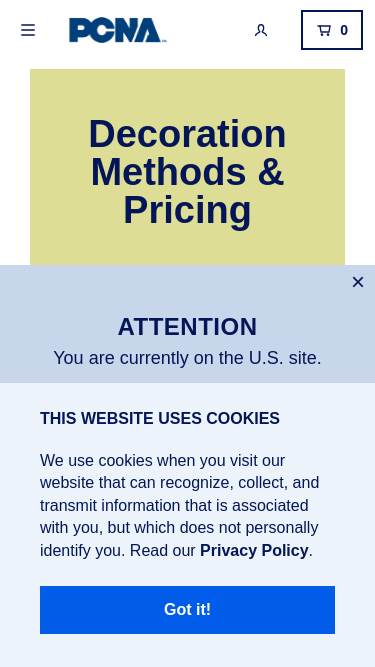 PCNA
0
Decoration
Methods &
Pricing
×
ATTENTION
You are currently on the U.S. site.
THIS WEBSITE USES COOKIES
We use cookies when you visit our
website that can recognize, collect, and
transmit information that is associated
with you, but which does not personally
identify you. Read our Privacy Policy.
Got it!